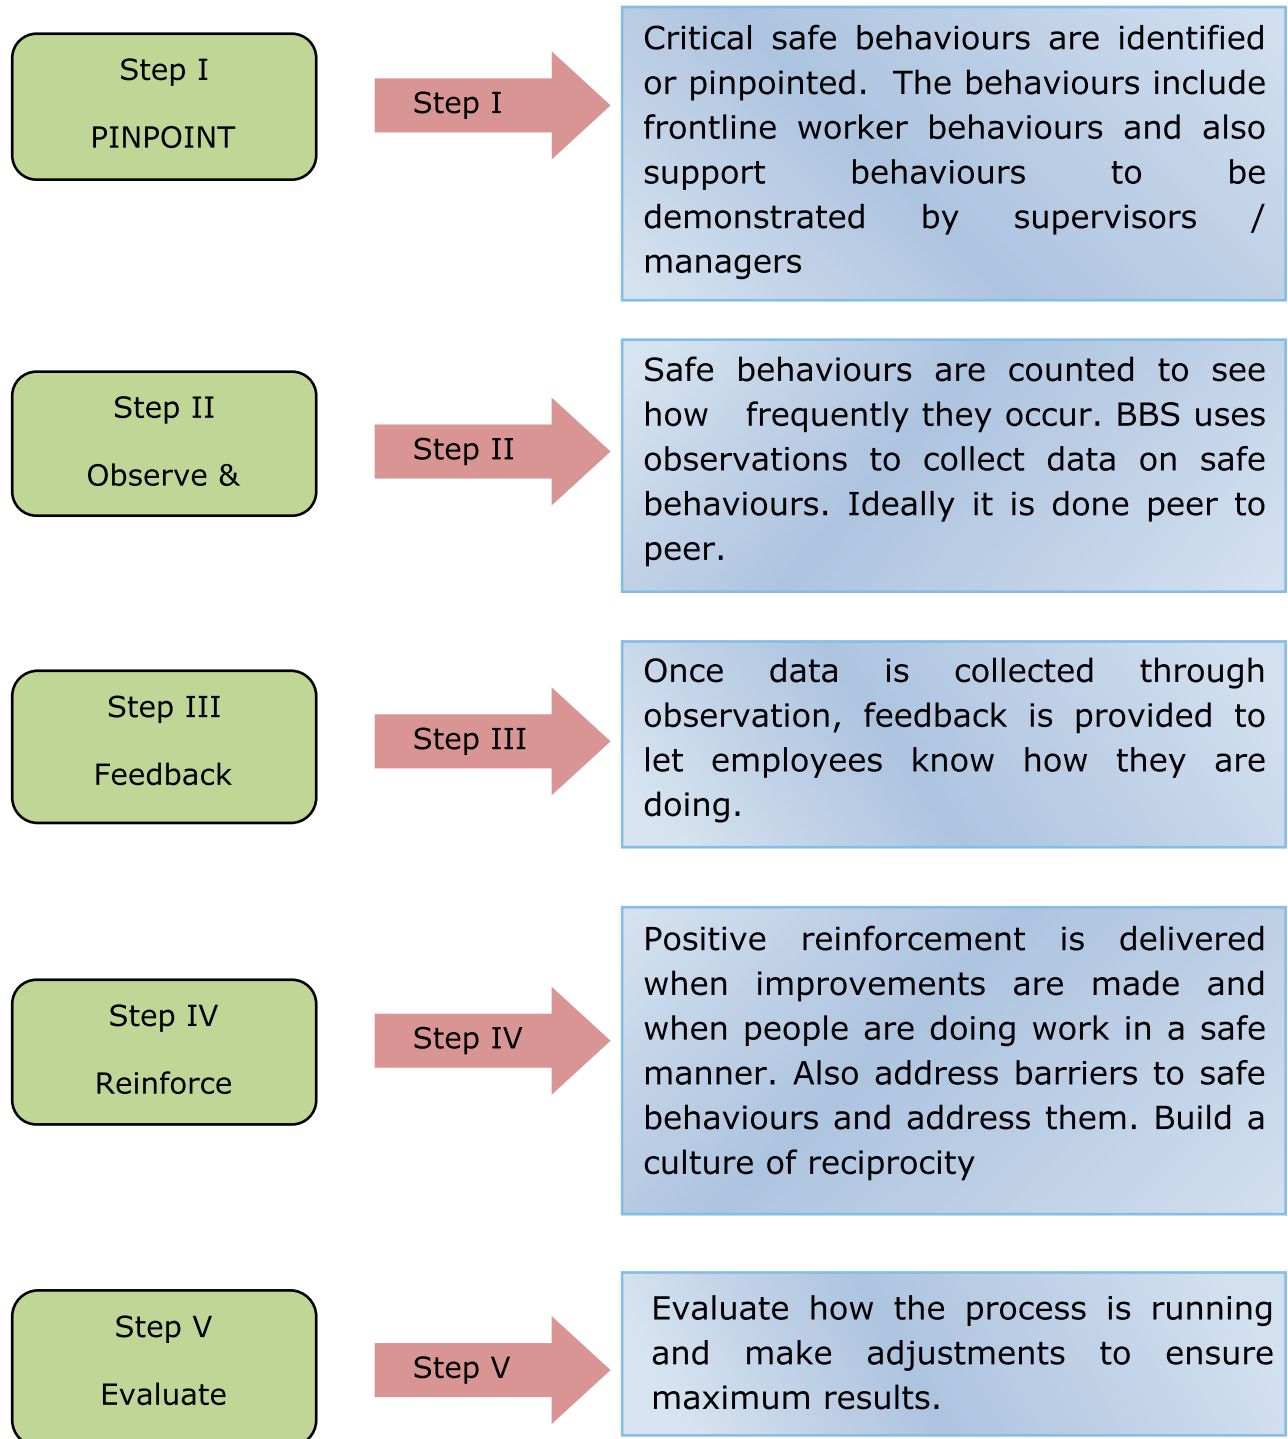 Step I
PINPOINT
Step I
Critical safe behaviours are identified
or pinpointed. The behaviours include
frontline worker behaviours and also
support behaviours to be
demonstrated by supervisors /
managers
Step II
Observe &
Step II
Safe behaviours are counted to see
how frequently they occur. BBS uses
observations to collect data on safe
behaviours. Ideally it is done peer to
peer.
Step III
Feedback
Step III
Once data is collected through
observation, feedback is provided to
let employees know how they are
doing.
Step IV
Reinforce
Step IV
Positive reinforcement is delivered
when improvements are made and
when people are doing work in a safe
manner. Also address barriers to safe
behaviours and address them. Build a
culture of reciprocity
Step V
Evaluate
Step V
Evaluate how the process is running
and make adjustments to ensure
maximum results.